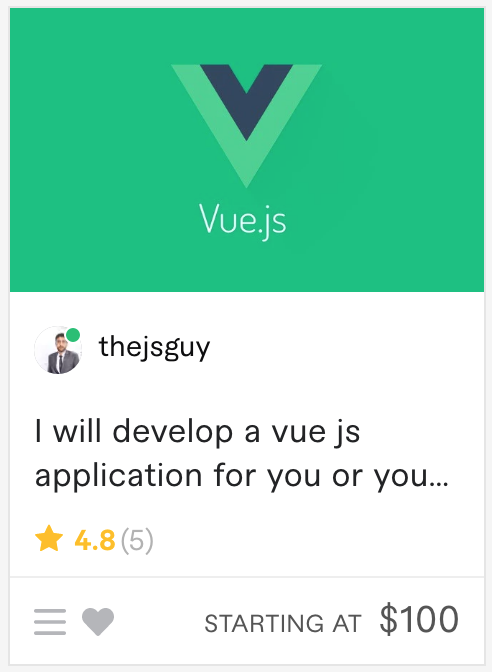 Vue.js
thejsguy
I will develop a vue js
application for you or you...
4.8 (5)
STARTING AT $100